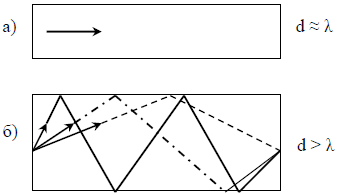 а) d ≈ λ
б) d > λ